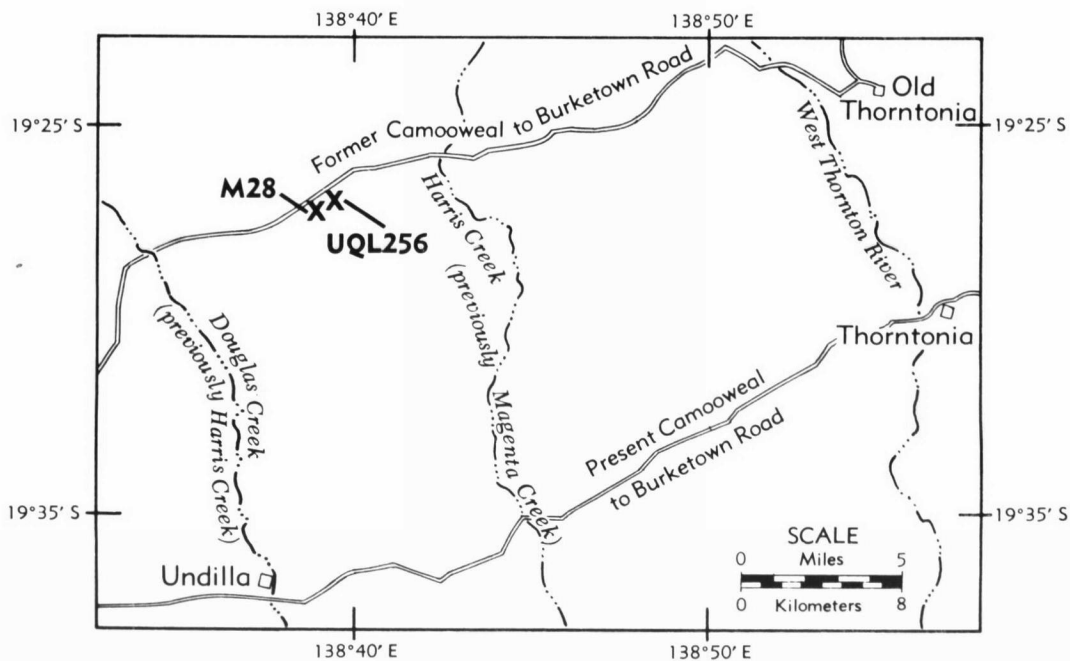 138°40' E
138°50' E
19°25' S
19°25' S
Former Camooweal to Burketown Road
Old
Thorntonia
West Thornton River
M28
UQL256
Harris Creek
(previously Magenta Creek)
Douglas Creek
(previously Harris Creek)
Thorntonia
Present Camooweal
to Burketown Road
19°35' S
19°35' S
SCALE
0 Miles 5
0 Kilometers 8
Undilla
138°40' E
138°50' E